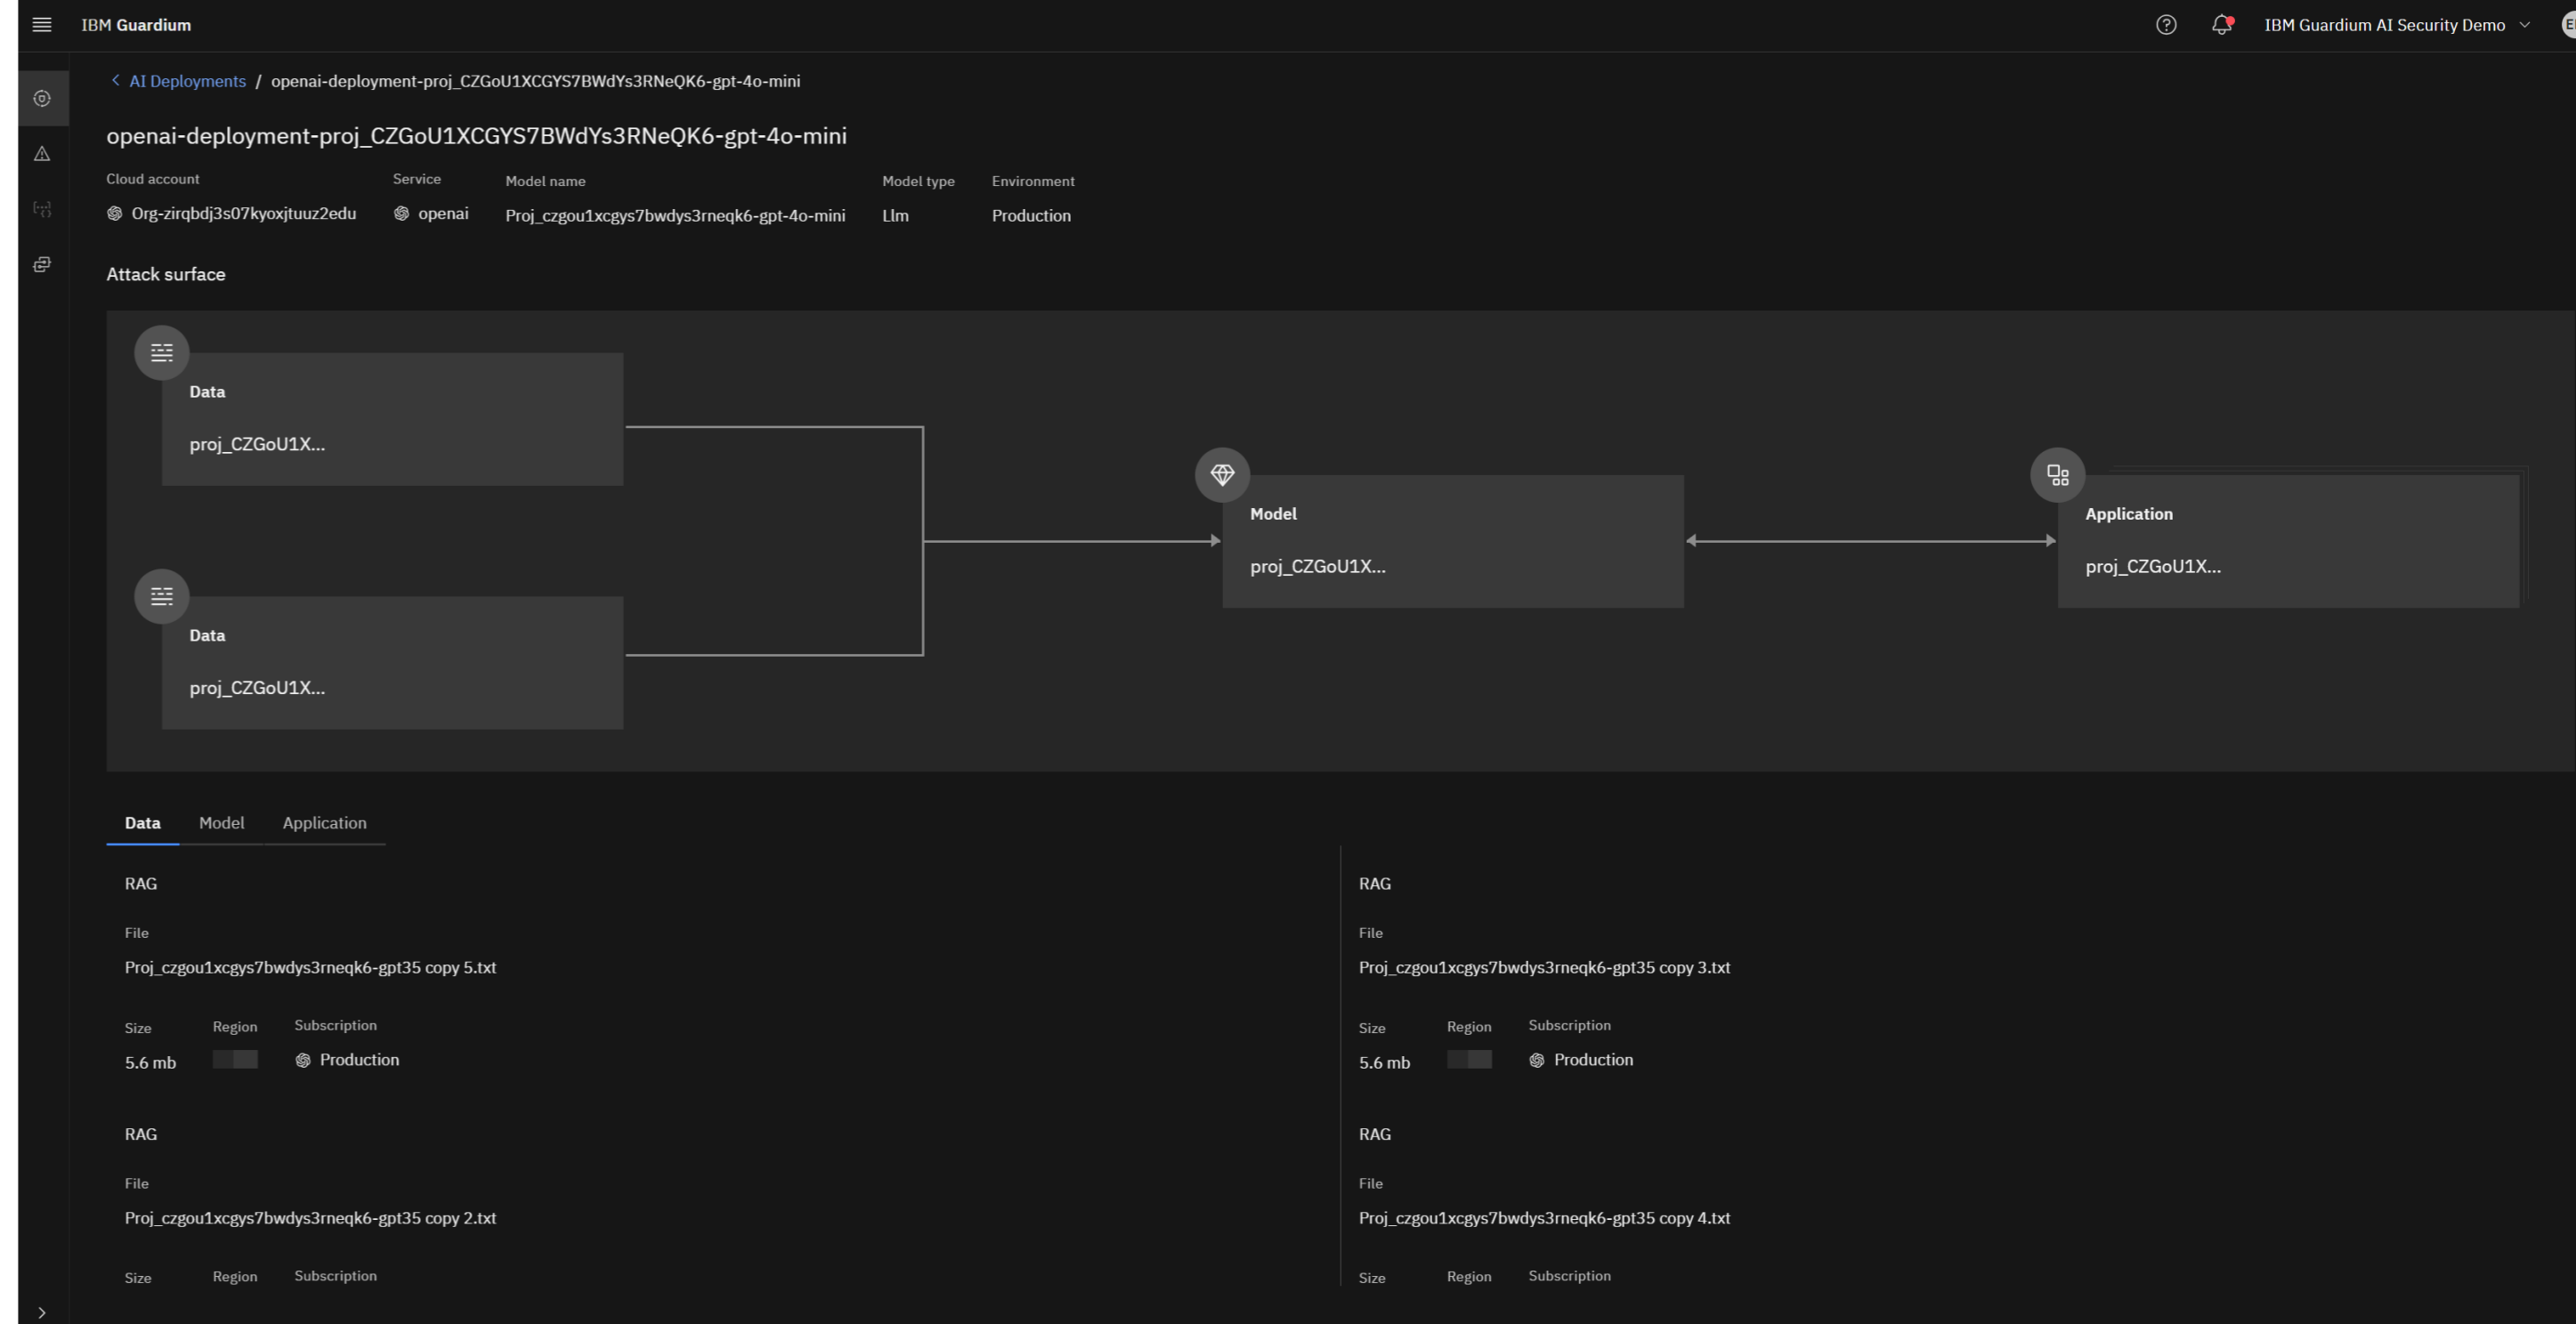 IBM Guardium
IBM Guardium AI Security Demo
AI Deployments / openai-deployment-proj_CZGoU1XCGYS7BWdYs3RNeQK6-gpt-4o-mini
openai-deployment-proj_CZGoU1XCGYS7BWdYs3RNeQK6-gpt-4o-mini
Cloud account Service Model name Model type Environment
Org-zirqbdj3s07kyoxjtuuz2edu openai Proj_czgou1xcgys7bwdys3rneqk6-gpt-4o-mini Llm Production
Attack surface
Data
proj_CZGoU1X...
Model
proj_CZGoU1X...
Application
proj_CZGoU1X...
Data
proj_CZGoU1X...
Data Model Application
RAG
File
Proj_czgou1xcgys7bwdys3rneqk6-gpt35 copy 5.txt
Size Region Subscription
5.6 mb Production
RAG
File
Proj_czgou1xcgys7bwdys3rneqk6-gpt35 copy 3.txt
Size Region Subscription
5.6 mb Production
RAG
File
Proj_czgou1xcgys7bwdys3rneqk6-gpt35 copy 2.txt
Size Region Subscription
RAG
File
Proj_czgou1xcgys7bwdys3rneqk6-gpt35 copy 4.txt
Size Region Subscription